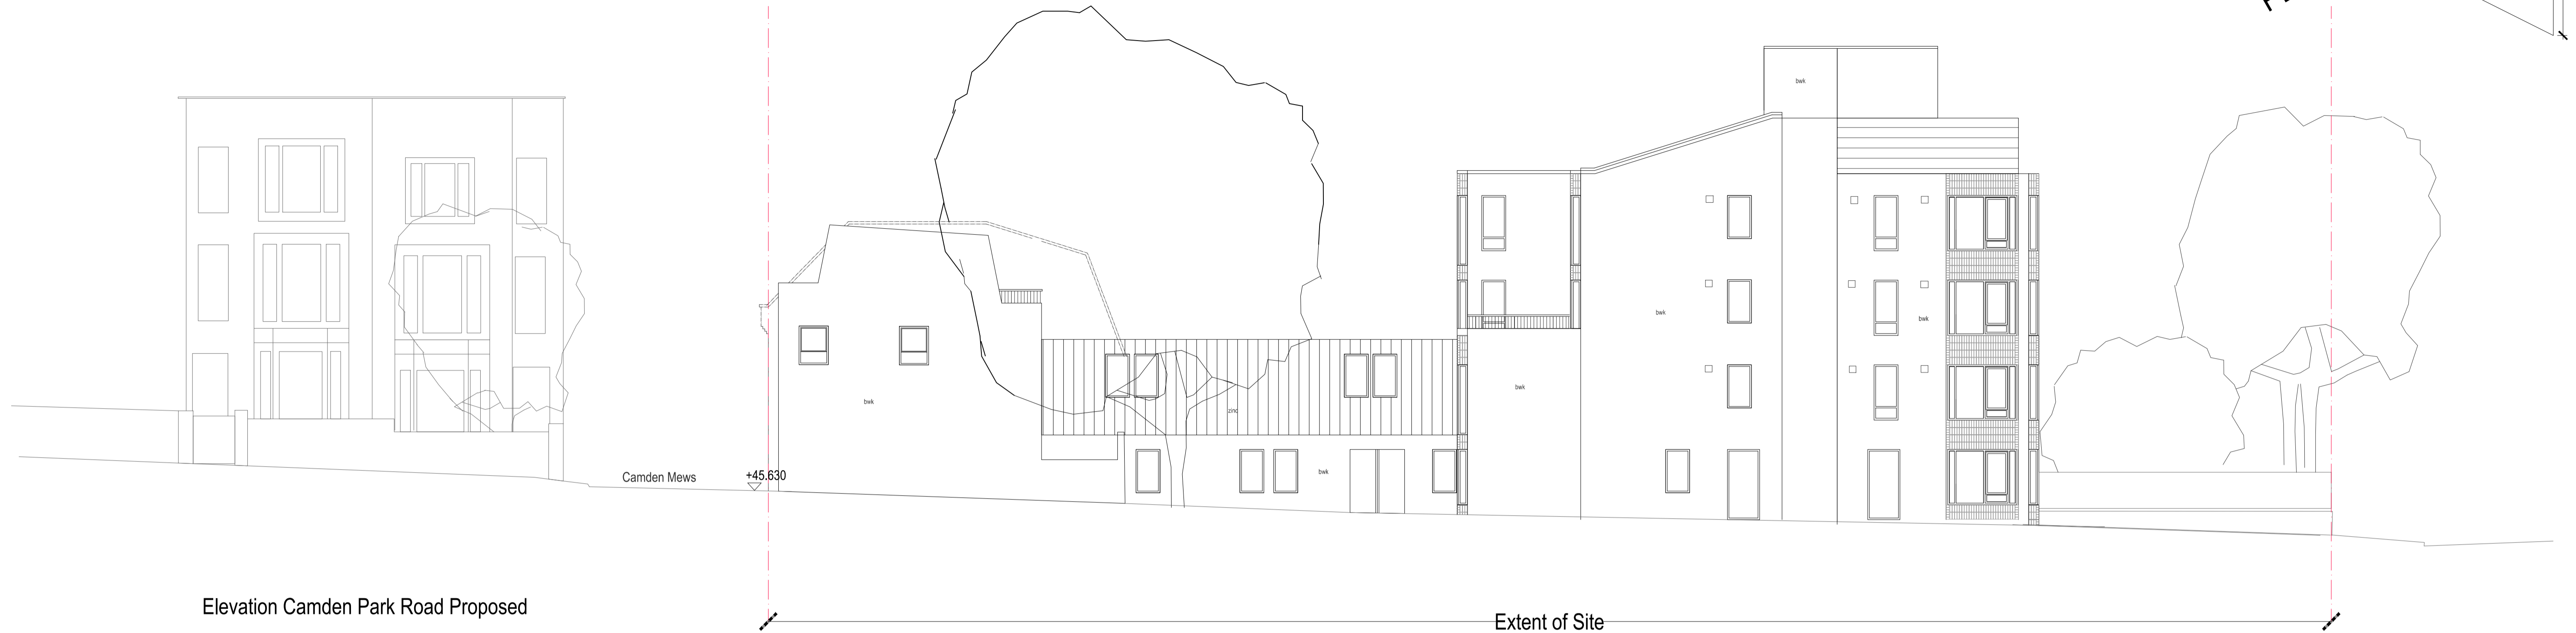 bwk
bwk
bwk
bwk
bwk
zinc
bwk
Camden Mews
+45.630
Elevation Camden Park Road Proposed
Extent of Site